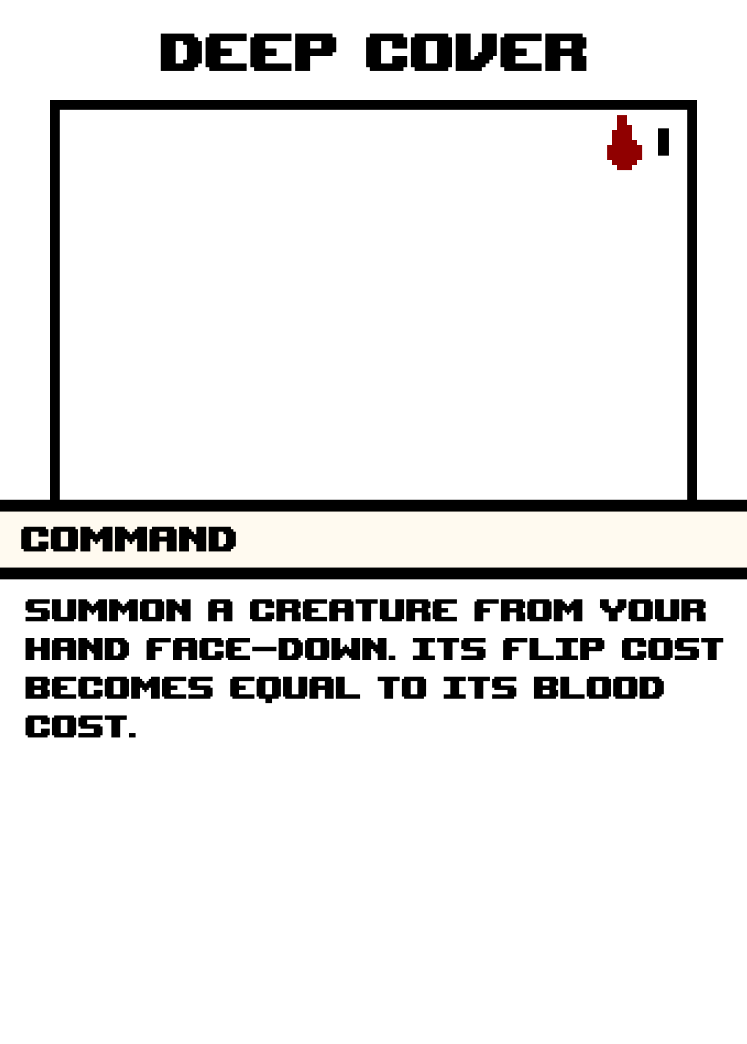 DEEP COVER
1
COMMAND
SUMMON A CREATURE FROM YOUR
HAND FACE-DOWN. ITS FLIP COST
BECOMES EQUAL TO ITS BLOOD
COST.